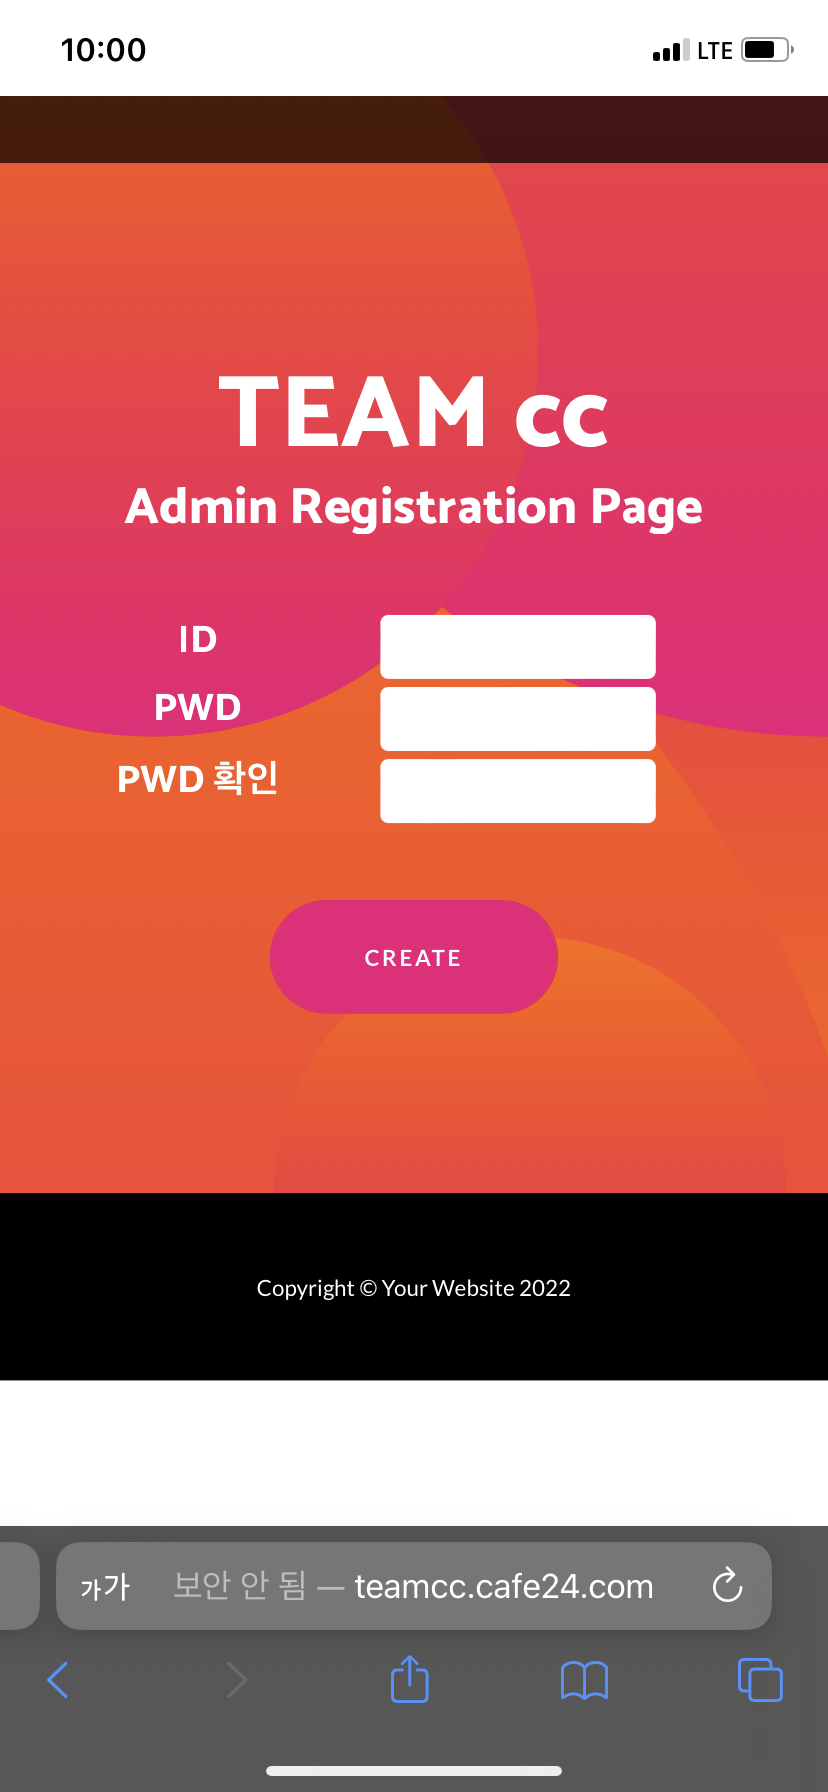 10:00 LTE
TEAM cc
Admin Registration Page
ID
PWD
PWD 확인
CREATE
Copyright © Your Website 2022
가가 보안 안 됨 — teamcc.cafe24.com